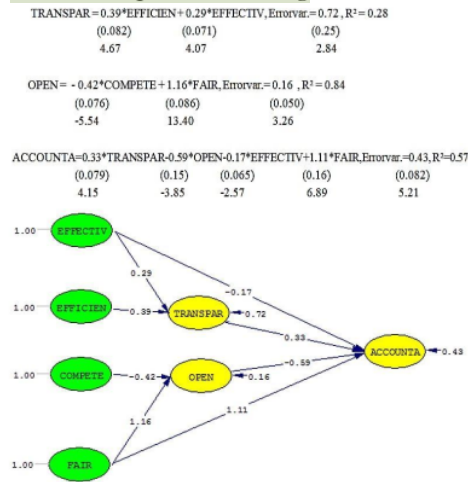 TRANSPAR=0.39*EFFICIEN+0.29*EFFECTIV,Errorvar.=0.72 , R²=0.28
(0.082) (0.071) (0.25)
4.67 4.07 2.84
OPEN= - 0.42*COMPETE+1.16*FAIR,Errorvar.=0.16 , R²=0.84
(0.076) (0.086) (0.050)
-5.54 13.40 3.26
ACCOUNTA=0.33*TRANSPAR-0.59*OPEN-0.17*EFFECTIV+1.11*FAIR,Errorvar.=0.43,R²=0.57
(0.079) (0.15) (0.065) (0.16) (0.082)
4.15 -3.85 -2.57 6.89 5.21
1.00 EFFECTIV
0.29 -0.17
1.00 EFFICIEN 0.39 TRANSPAR 0.72
0.33
ACCOUNTA 0.43
1.00 COMPETE -0.42 OPEN -0.59
0.16
1.16 1.11
1.00 FAIR